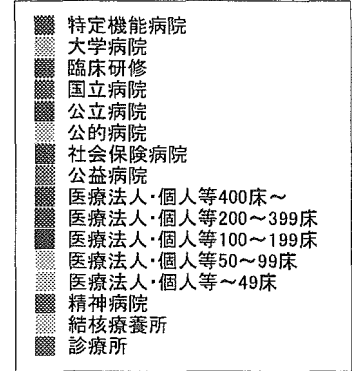 特定機能病院
大学病院
臨床研修
国立病院
公立病院
公的病院
社会保険病院
公益病院
医療法人・個人等400床～
医療法人・個人等200～399床
医療法人・個人等100～199床
医療法人・個人等50～99床
医療法人・個人等～49床
精神病院
結核療養所
診療所